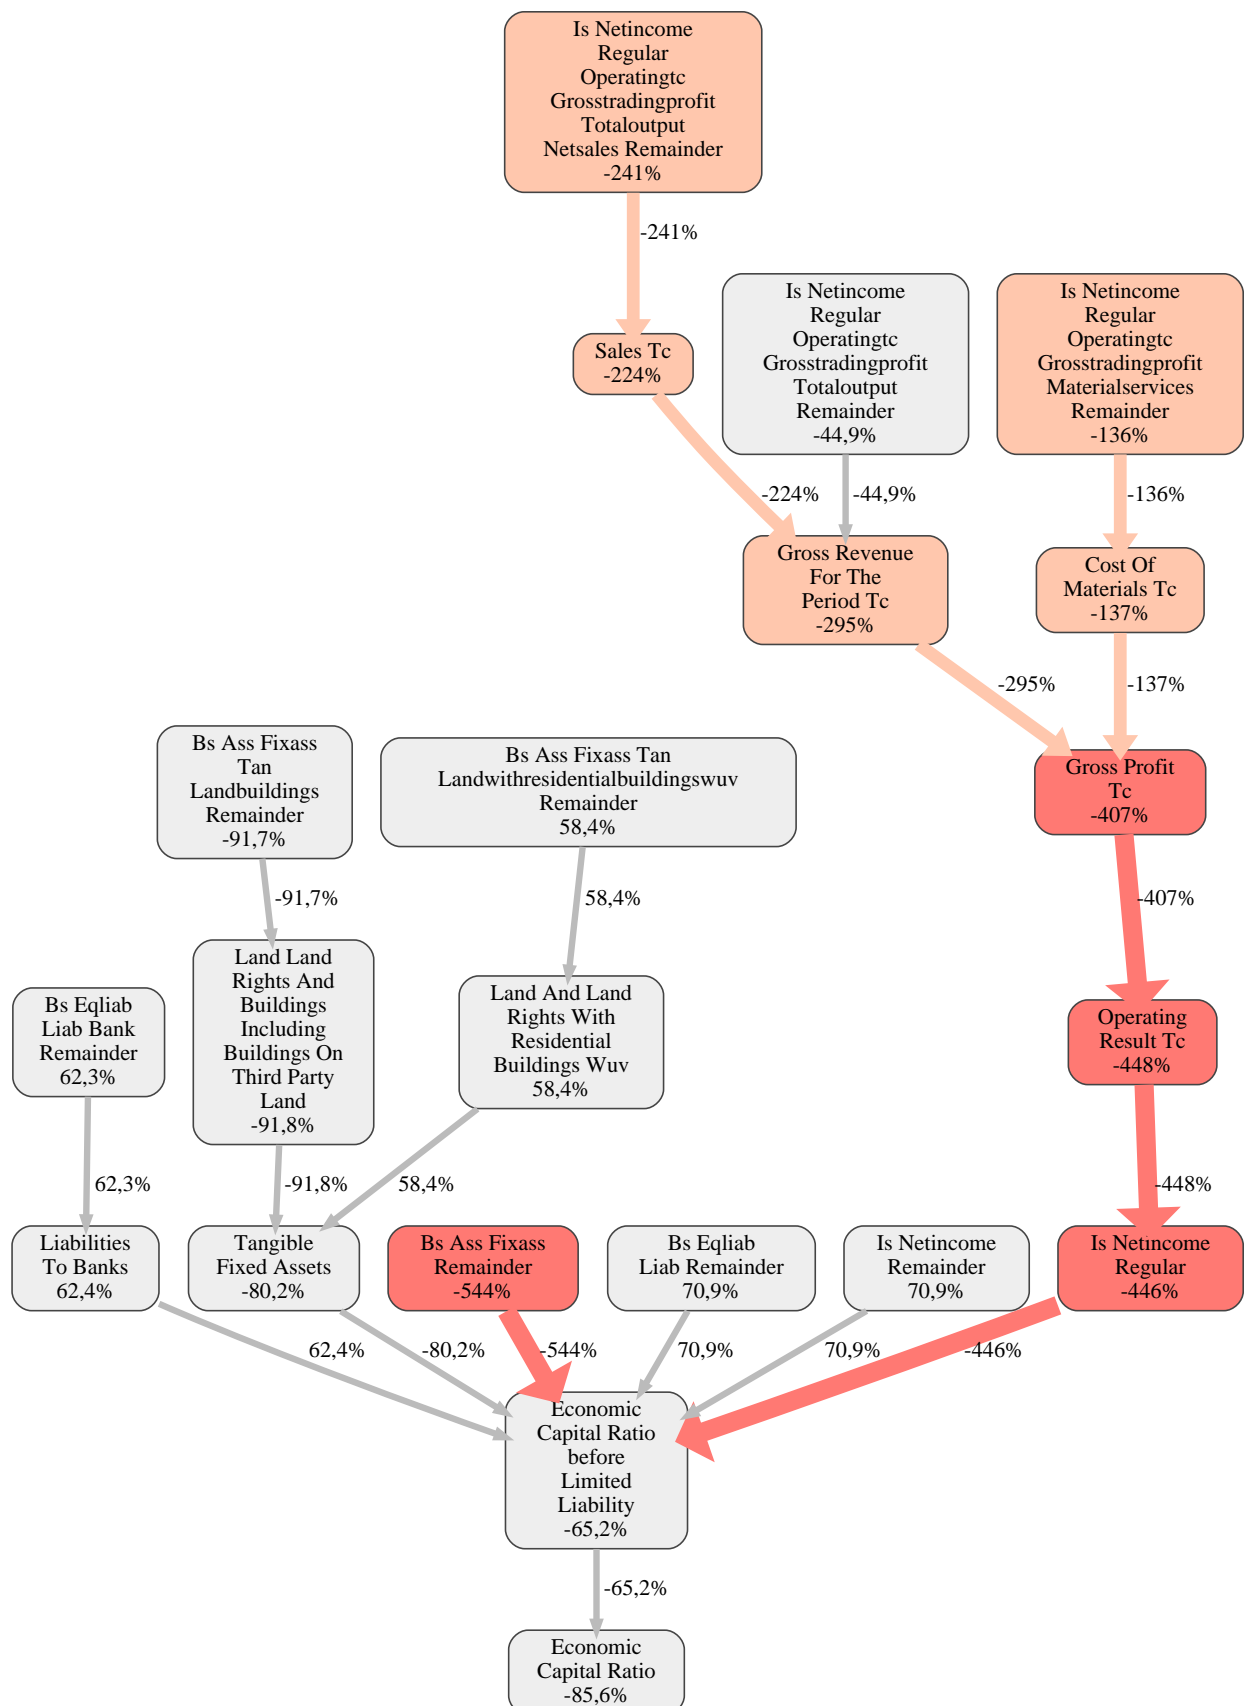 Is Netincome
Regular
Operatingtc
Grosstradingprofit
Totaloutput
Netsales Remainder
-241%
-241%
Is Netincome
Regular
Operatingtc
Grosstradingprofit
Totaloutput
Remainder
-44,9%
Is Netincome
Regular
Operatingtc
Grosstradingprofit
Materialservices
Remainder
-136%
Sales Tc
-224%
-224%
-44,9%
-136%
Gross Revenue
For The
Period Tc
-295%
Cost Of
Materials Tc
-137%
-295%
-137%
Bs Ass Fixass
Tan
Landbuildings
Remainder
-91,7%
Bs Ass Fixass Tan
Landwithresidentialbuildingswuv
Remainder
58,4%
Gross Profit
Tc
-407%
-91,7%
58,4%
-407%
Bs Eqliab
Liab Bank
Remainder
62,3%
Land Land
Rights And
Buildings
Including
Buildings On
Third Party
Land
-91,8%
Land And Land
Rights With
Residential
Buildings Wuv
58,4%
Operating
Result Tc
-448%
62,3%
-91,8%
58,4%
-448%
Liabilities
To Banks
62,4%
Tangible
Fixed Assets
-80,2%
Bs Ass Fixass
Remainder
-544%
Bs Eqliab
Liab Remainder
70,9%
Is Netincome
Remainder
70,9%
Is Netincome
Regular
-446%
62,4%
-80,2%
-544%
70,9%
70,9%
-446%
Economic
Capital Ratio
before
Limited
Liability
-65,2%
-65,2%
Economic
Capital Ratio
-85,6%